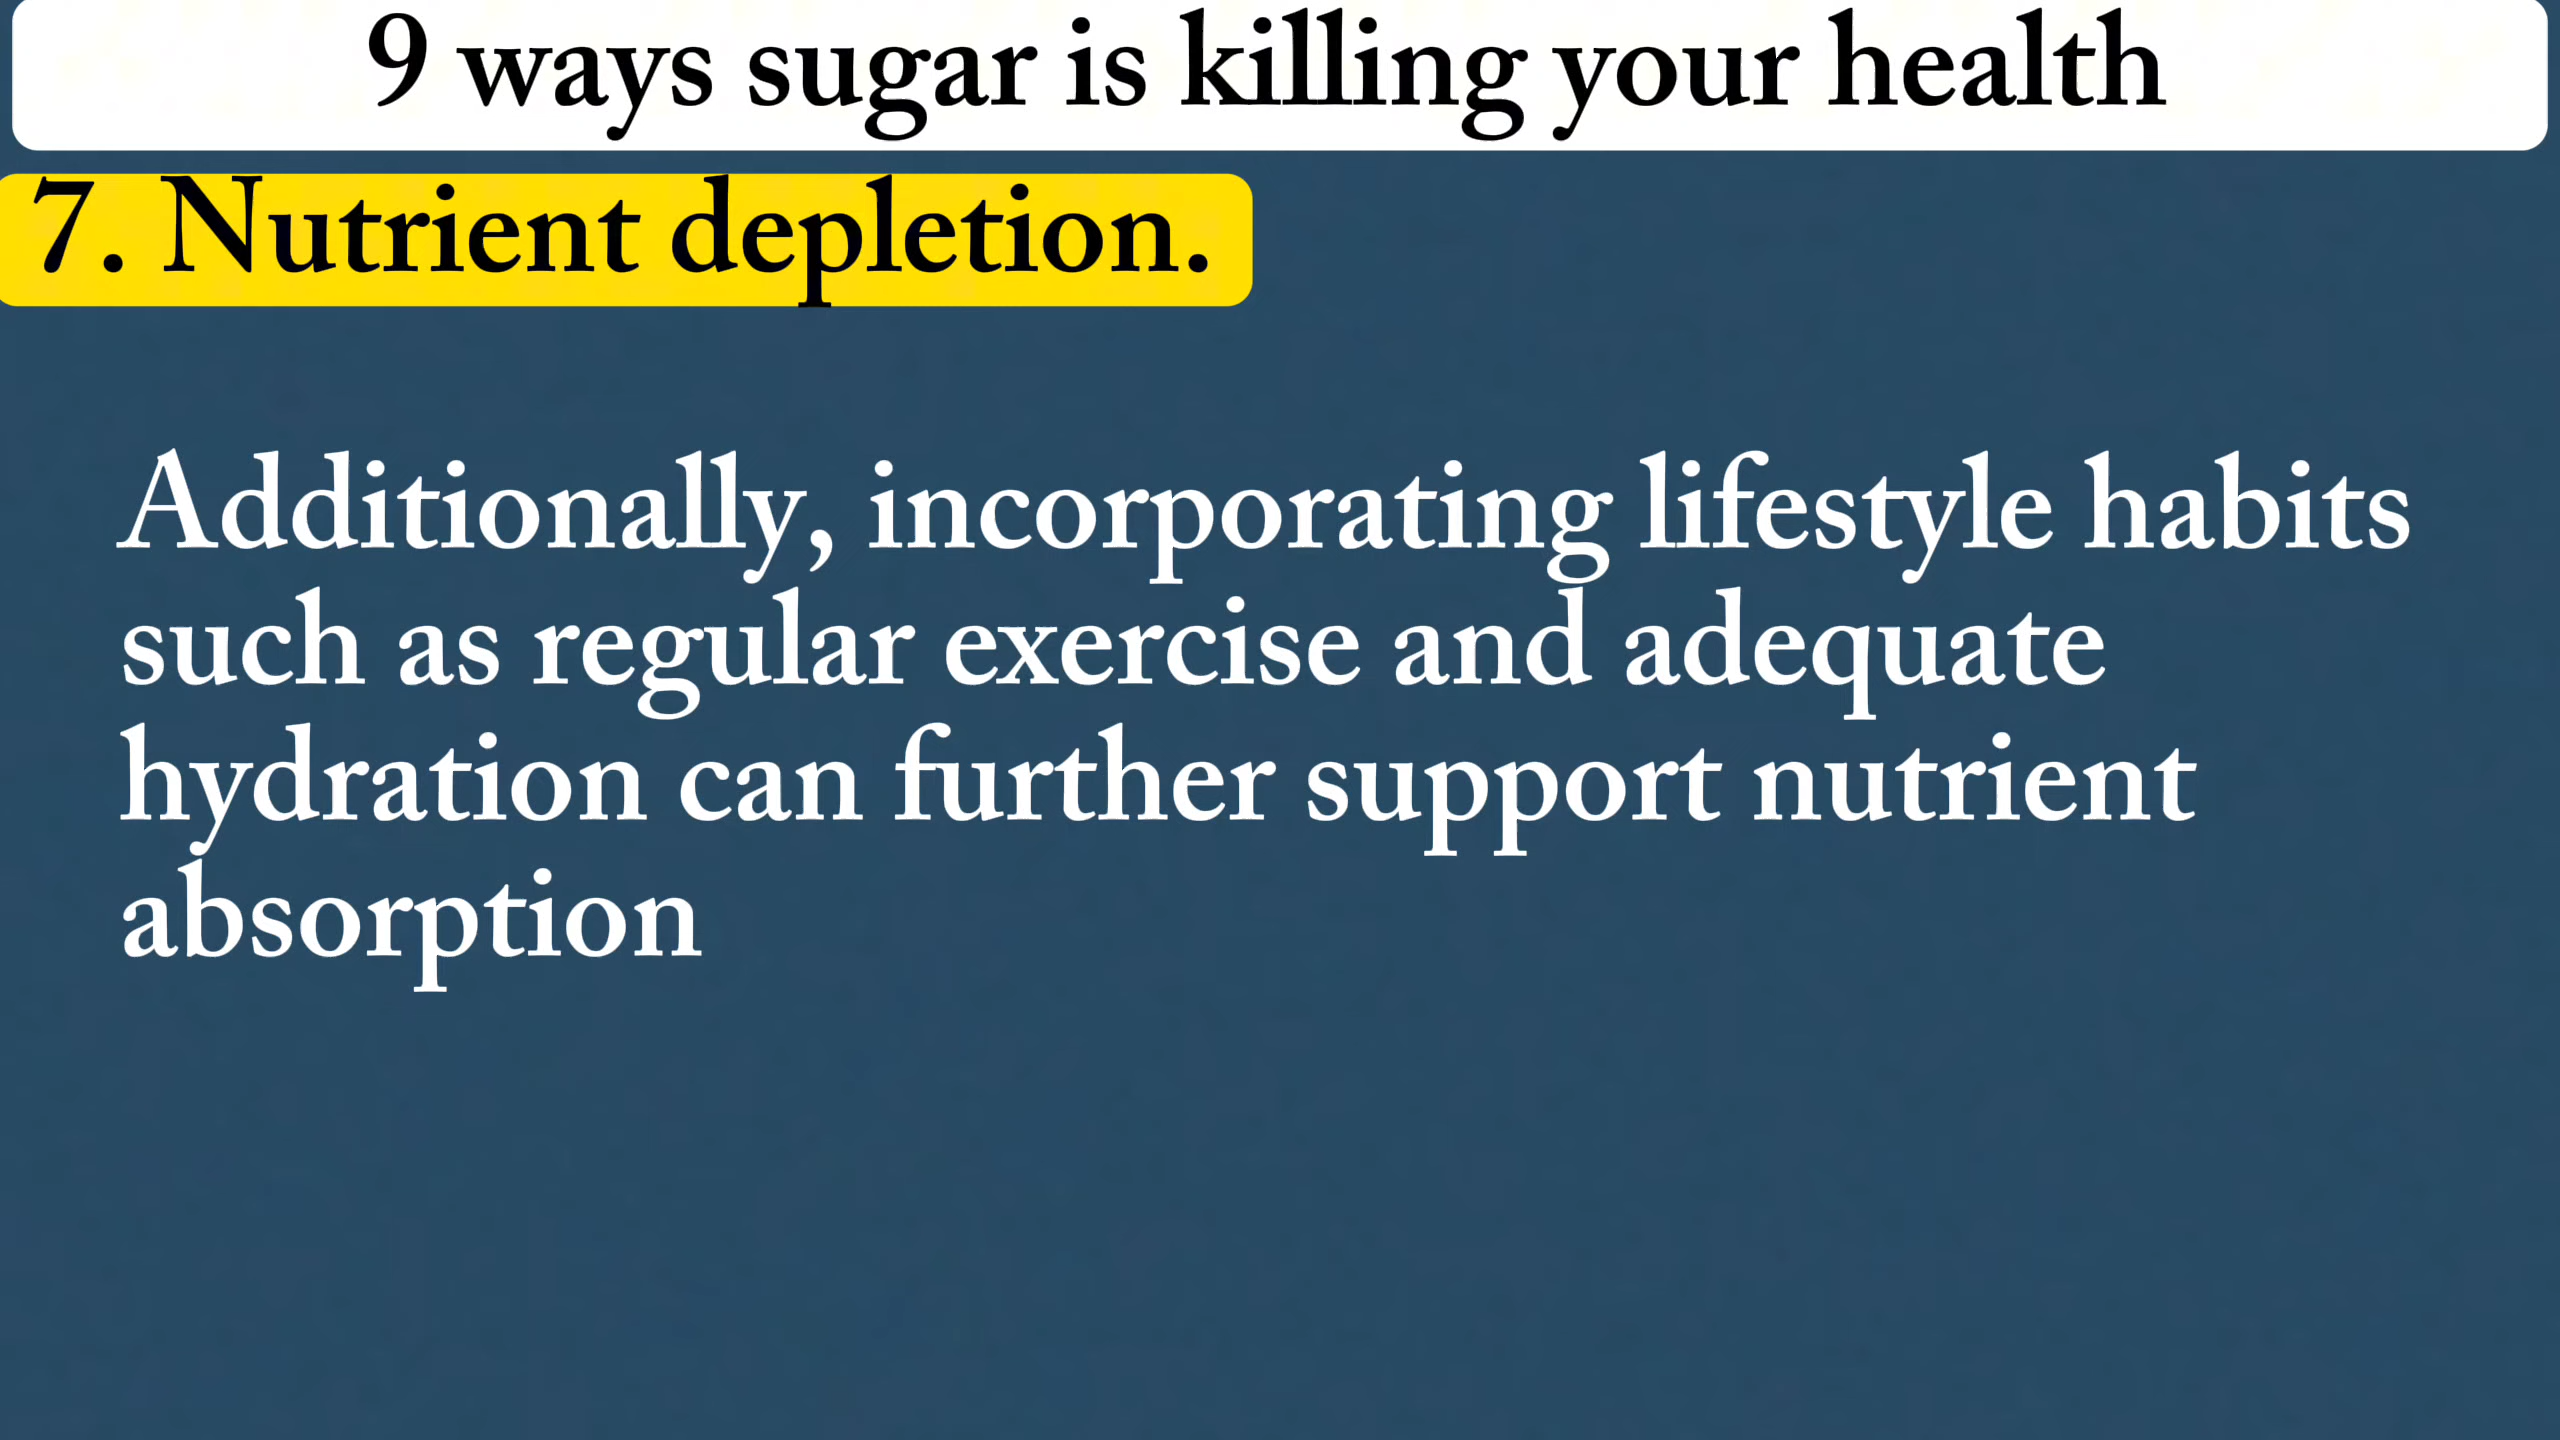 9 ways sugar is killing your health
7. Nutrient depletion.
Additionally, incorporating lifestyle habits
such as regular exercise and adequate
hydration can further support nutrient
absorption